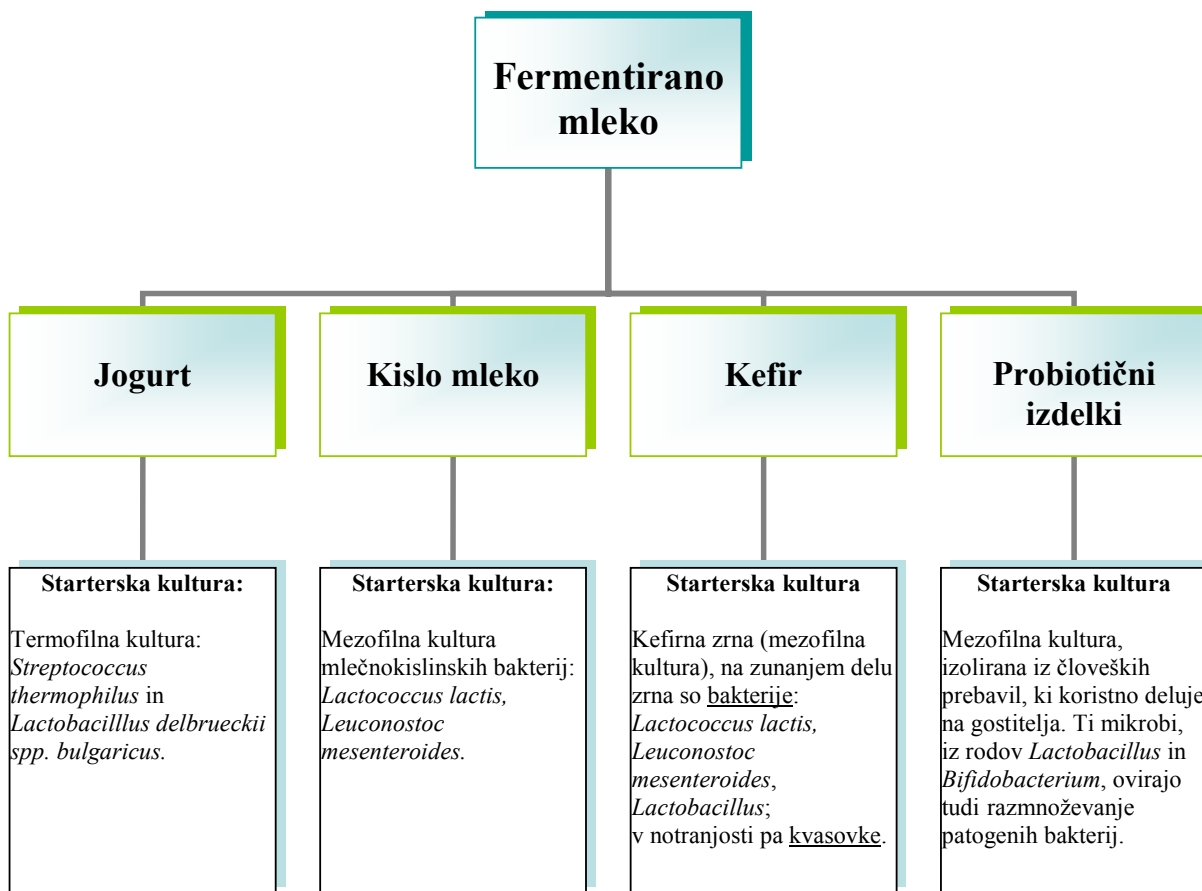 Fermentirano
mleko
Jogurt
Kislo mleko
Kefir
Probiotični
izdelki
Starterska kultura:
Termofilna kultura:
Streptococcus
thermophilus in
Lactobacilllus delbrueckii
spp. bulgaricus.
Starterska kultura:
Mezofilna kultura
mlečnokislinskih bakterij:
Lactococcus lactis,
Leuconostoc
mesenteroides.
Starterska kultura
Kefirna zrna (mezofilna
kultura), na zunanjem delu
zrna so bakterije:
Lactococcus lactis,
Leuconostoc
mesenteroides,
Lactobacillus;
v notranjosti pa kvasovke.
Starterska kultura
Mezofilna kultura,
izolirana iz človeških
prebavil, ki koristno deluje
na gostitelja. Ti mikrobi,
iz rodov Lactobacillus in
Bifidobacterium, ovirajo
tudi razmnoževanje
patogenih bakterij.